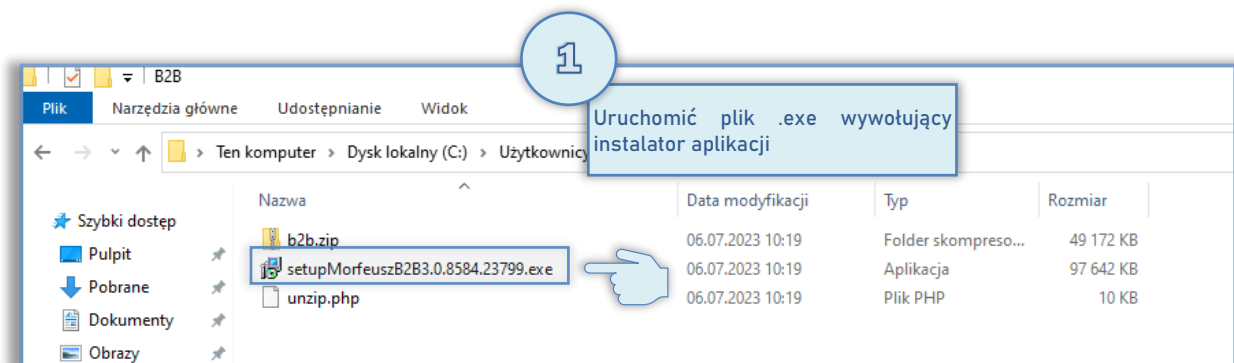 1
B2B
Plik Narzędzia główne Udostępnianie Widok
Uruchomić plik .exe wywołujący
instalator aplikacji
Ten komputer > Dysk lokalny (C:) > Użytkownicy
Nazwa Data modyfikacji Typ Rozmiar
Szybki dostęp
b2b.zip 06.07.2023 10:19 Folder skompreso... 49 172 KB
Pulpit
setupMorfeuszB2B3.0.8584.23799.exe 06.07.2023 10:19 Aplikacja 97 642 KB
Pobrane
unzip.php 06.07.2023 10:19 Plik PHP 10 KB
Dokumenty
Obrazy